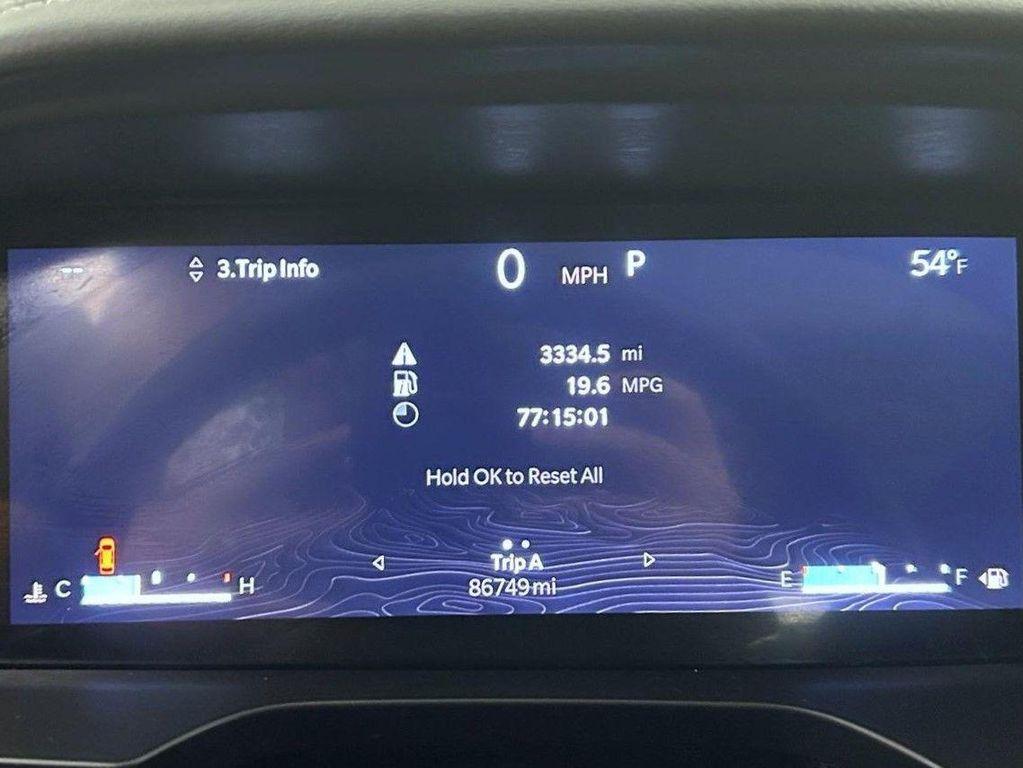 -- 3.Trip Info 0 MPH P 54°F
3334.5 mi
19.6 MPG
77:15:01
Hold OK to Reset All
C H Trip A E F
86749 mi